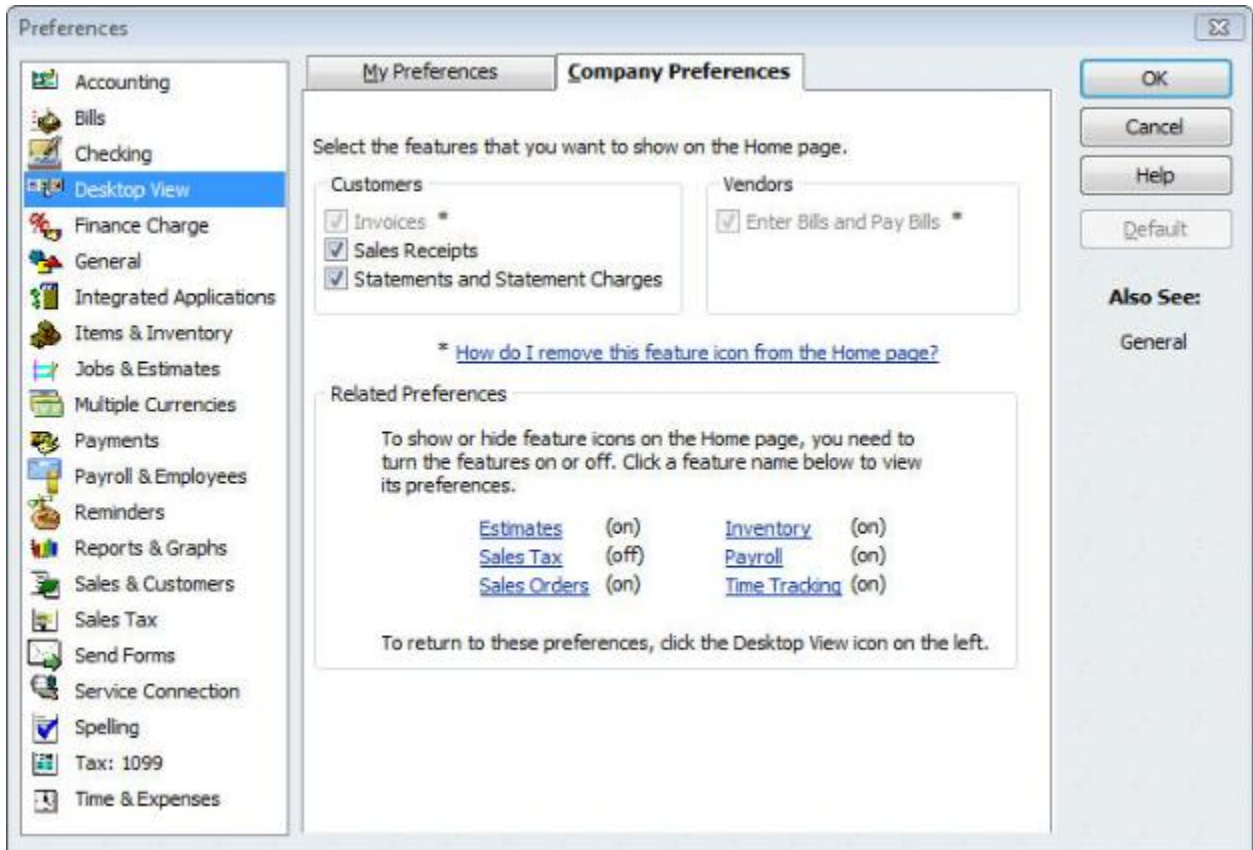 Preferences
Accounting
Bills
Checking
Desktop View
Finance Charge
General
Integrated Applications
Items & Inventory
Jobs & Estimates
Multiple Currencies
Payments
Payroll & Employees
Reminders
Reports & Graphs
Sales & Customers
Sales Tax
Send Forms
Service Connection
Spelling
Tax: 1099
Time & Expenses
My Preferences
Company Preferences
Select the features that you want to show on the Home page.
Customers
Invoices *
Sales Receipts
Statements and Statement Charges
Vendors
Enter Bills and Pay Bills *
* How do I remove this feature icon from the Home page?
Related Preferences
To show or hide feature icons on the Home page, you need to
turn the features on or off. Click a feature name below to view
its preferences.
Estimates (on) Inventory (on)
Sales Tax (off) Payroll (on)
Sales Orders (on) Time Tracking (on)
To return to these preferences, click the Desktop View icon on the left.
OK
Cancel
Help
Default
Also See:
General